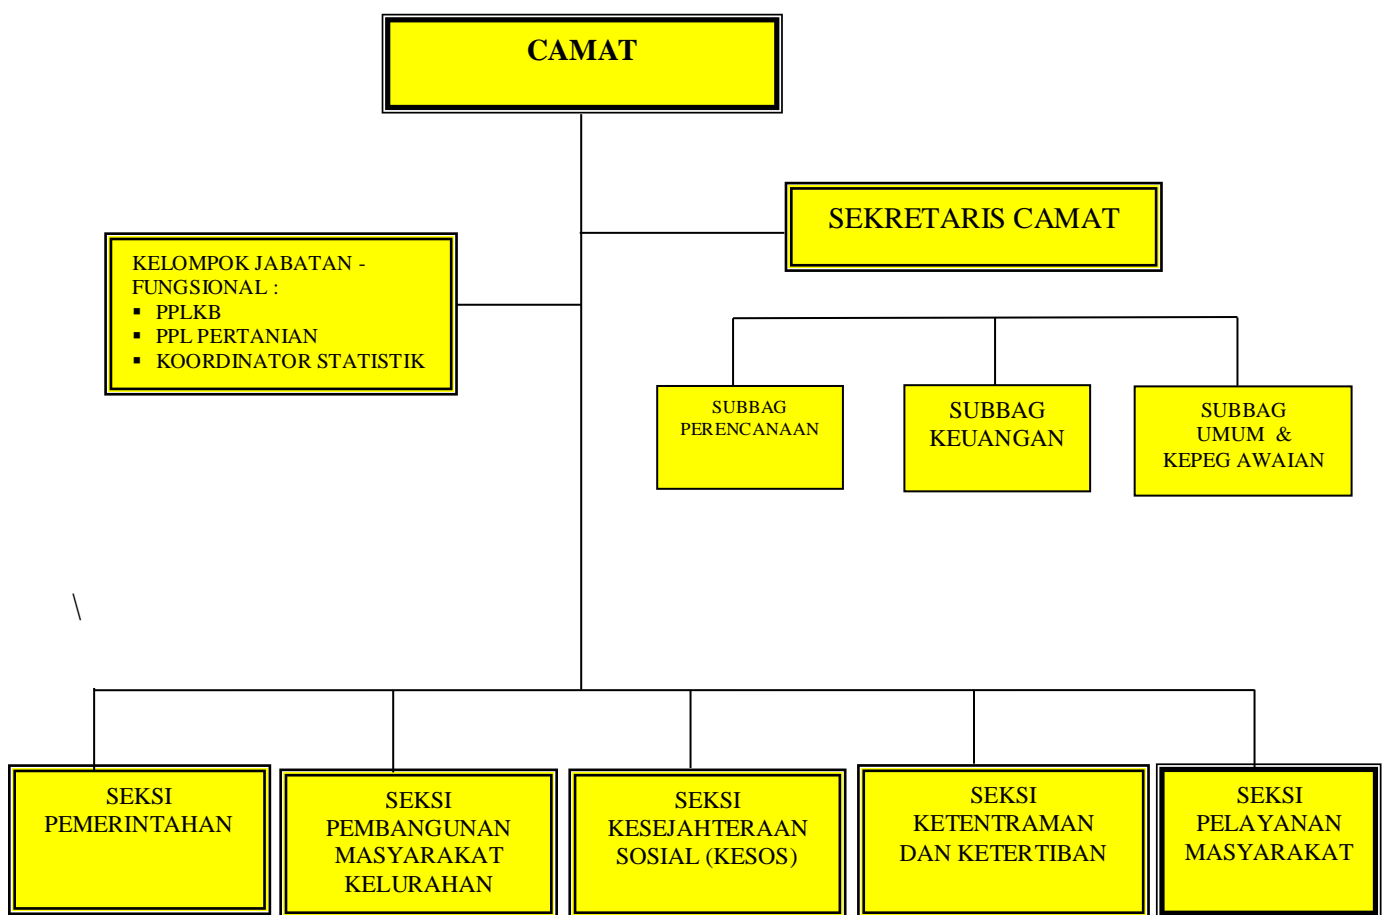 CAMAT
SEKRETARIS CAMAT
KELOMPOK JABATAN -
FUNGSIONAL :
▪ PPLKB
▪ PPL PERTANIAN
▪ KOORDINATOR STATISTIK
SUBBAG
PERENCANAAN
SUBBAG
KEUANGAN
SUBBAG
UMUM &
KEPEG AWAIAN
\
SEKSI
PEMERINTAHAN
SEKSI
PEMBANGUNAN
MASYARAKAT
KELURAHAN
SEKSI
KESEJAHTERAAN
SOSIAL (KESOS)
SEKSI
KETENTRAMAN
DAN KETERTIBAN
SEKSI
PELAYANAN
MASYARAKAT